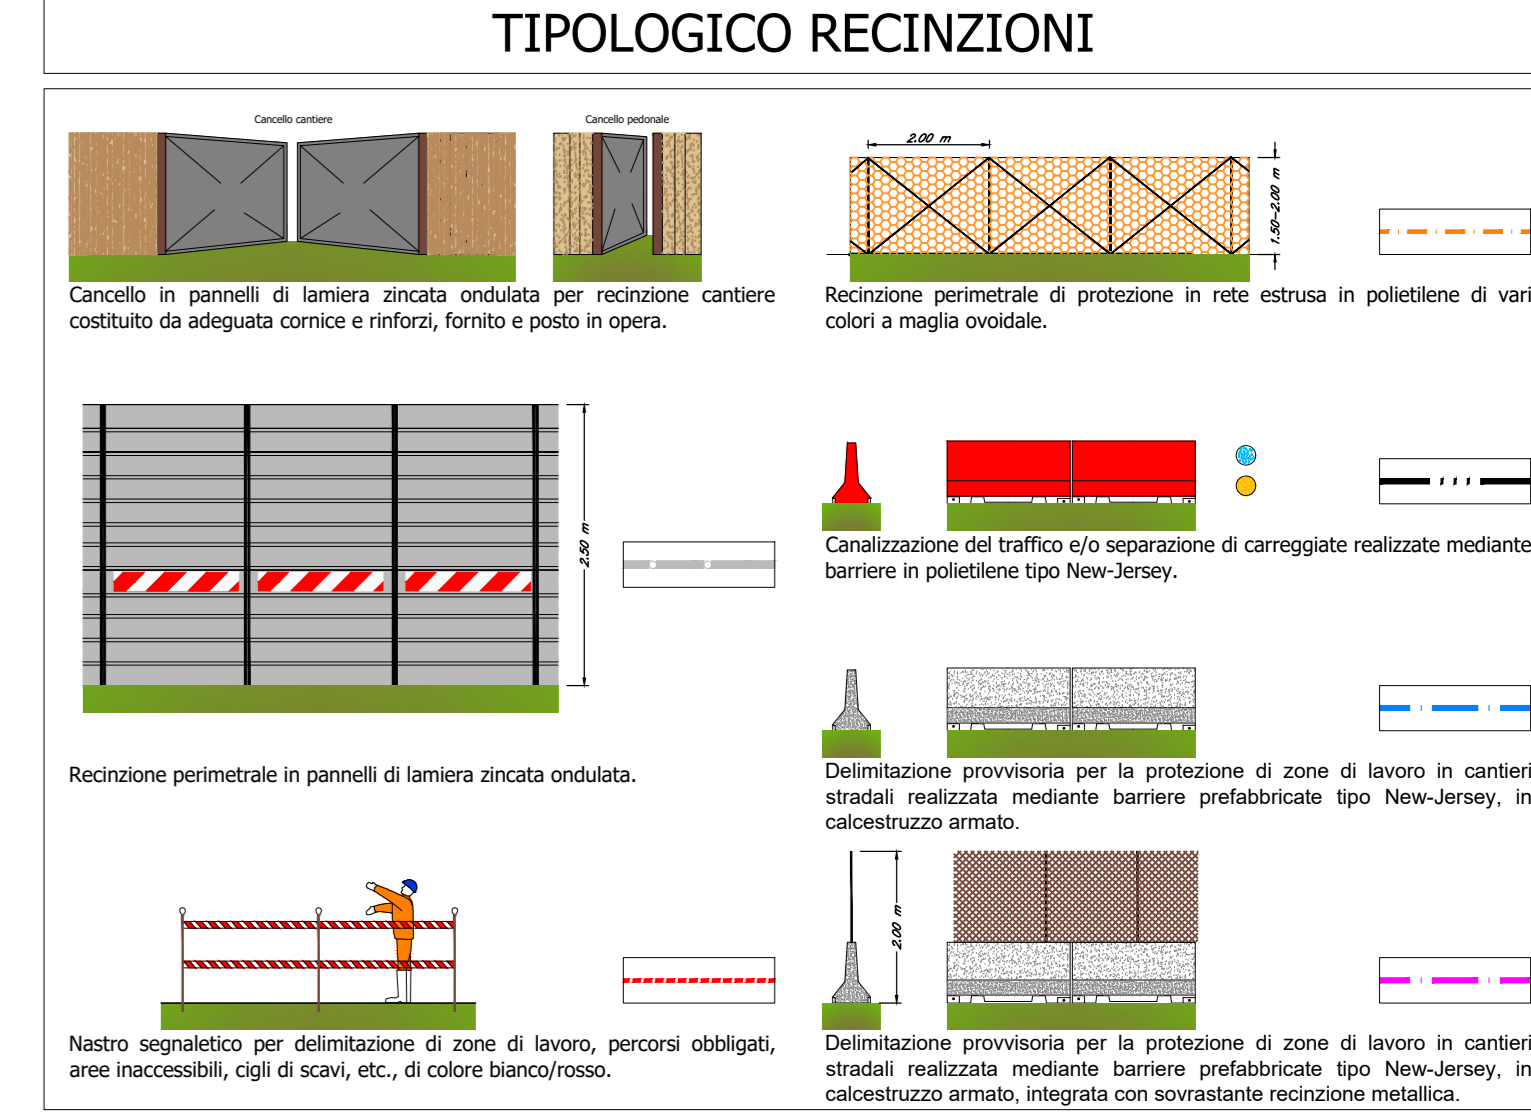 TIPOLOGICO RECINZIONI
Cancello cantiere
Cancello pedonale
Cancello in pannelli di lamiera zincata ondulata per recinzione cantiere
costituito da adeguata cornice e rinforzi, fornito e posto in opera.
2.50 m
Recinzione perimetrale in pannelli di lamiera zincata ondulata.
Nastro segnaletico per delimitazione di zone di lavoro, percorsi obbligati,
aree inaccessibili, cigli di scavi, etc., di colore bianco/rosso.
2.00 m
1.50-2.00 m
Recinzione perimetrale di protezione in rete estrusa in polietilene di vari
colori a maglia ovoidale.
Canalizzazione del traffico e/o separazione di carreggiate realizzate mediante
barriere in polietilene tipo New-Jersey.
Delimitazione provvisoria per la protezione di zone di lavoro in cantieri
stradali realizzata mediante barriere prefabbricate tipo New-Jersey, in
calcestruzzo armato.
2.00 m
Delimitazione provvisoria per la protezione di zone di lavoro in cantieri
stradali realizzata mediante barriere prefabbricate tipo New-Jersey, in
calcestruzzo armato, integrata con sovrastante recinzione metallica.